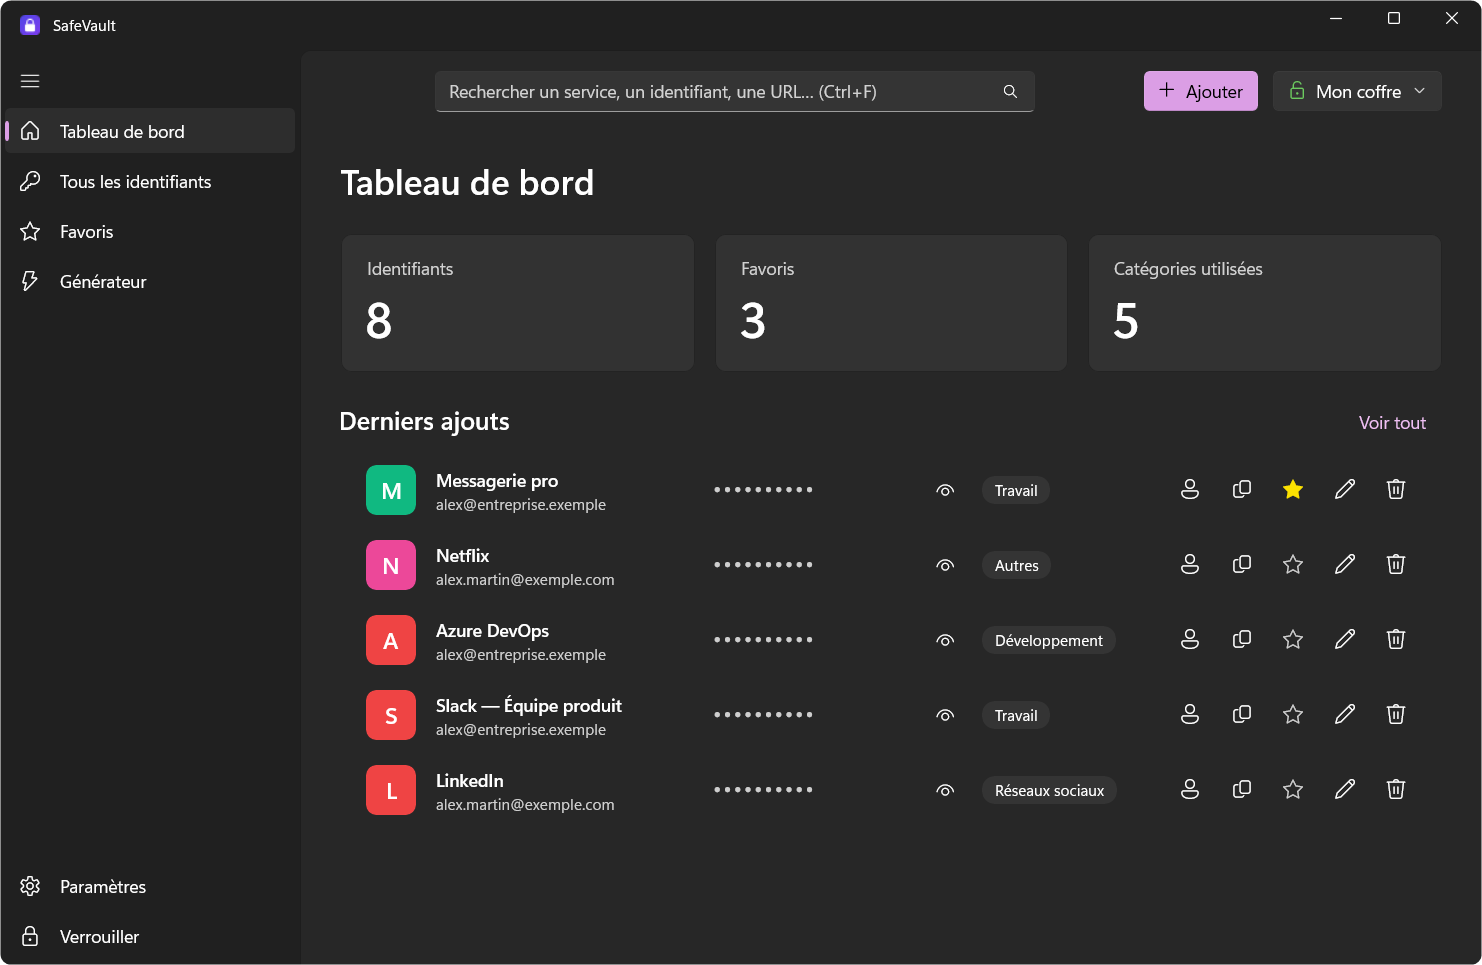 SafeVault
Rechercher un service, un identifiant, une URL... (Ctrl+F)
Ajouter
Mon coffre
Tableau de bord
Tous les identifiants
Favoris
Générateur
Paramètres
Verrouiller
Tableau de bord
Identifiants
8
Favoris
3
Catégories utilisées
5
Derniers ajouts
Voir tout
M
Messagerie pro
alex@entreprise.exemple
Travail
N
Netflix
alex.martin@exemple.com
Autres
A
Azure DevOps
alex@entreprise.exemple
Développement
S
Slack — Équipe produit
alex@entreprise.exemple
Travail
L
LinkedIn
alex.martin@exemple.com
Réseaux sociaux